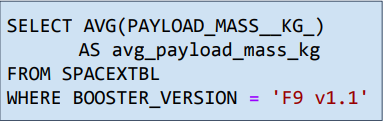 SELECT AVG(PAYLOAD_MASS__KG_)
AS avg_payload_mass_kg
FROM SPACEXTBL
WHERE BOOSTER_VERSION = 'F9 v1.1'